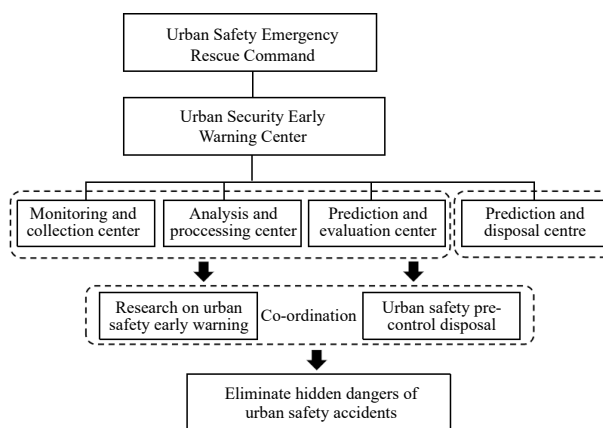 Urban Safety Emergency
Rescue Command
Urban Security Early
Warning Center
Monitoring and
collection center
Analysis and
proccessing center
Prediction and
evaluation center
Prediction and
disposal centre
Research on urban
safety early warning
Co-ordination
Urban safety pre-
control disposal
Eliminate hidden dangers of
urban safety accidents